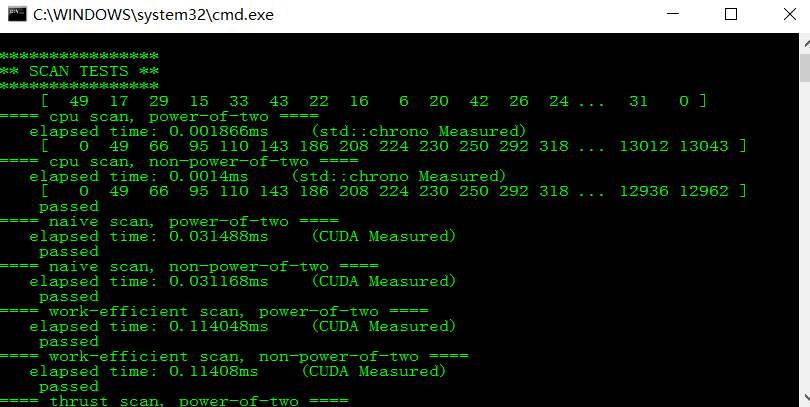 C:\WINDOWS\system32\cmd.exe
****************
** SCAN TESTS **
****************
[ 49 17 29 15 33 43 22 16 6 20 42 26 24 ... 31 0 ]
==== cpu scan, power-of-two ====
elapsed time: 0.001866ms (std::chrono Measured)
[ 0 49 66 95 110 143 186 208 224 230 250 292 318 ... 13012 13043 ]
==== cpu scan, non-power-of-two ====
elapsed time: 0.0014ms (std::chrono Measured)
[ 0 49 66 95 110 143 186 208 224 230 250 292 318 ... 12936 12962 ]
passed
==== naive scan, power-of-two ====
elapsed time: 0.031488ms (CUDA Measured)
passed
==== naive scan, non-power-of-two ====
elapsed time: 0.031168ms (CUDA Measured)
passed
==== work-efficient scan, power-of-two ====
elapsed time: 0.114048ms (CUDA Measured)
passed
==== work-efficient scan, non-power-of-two ====
elapsed time: 0.11408ms (CUDA Measured)
passed
==== thrust scan, power-of-two ====